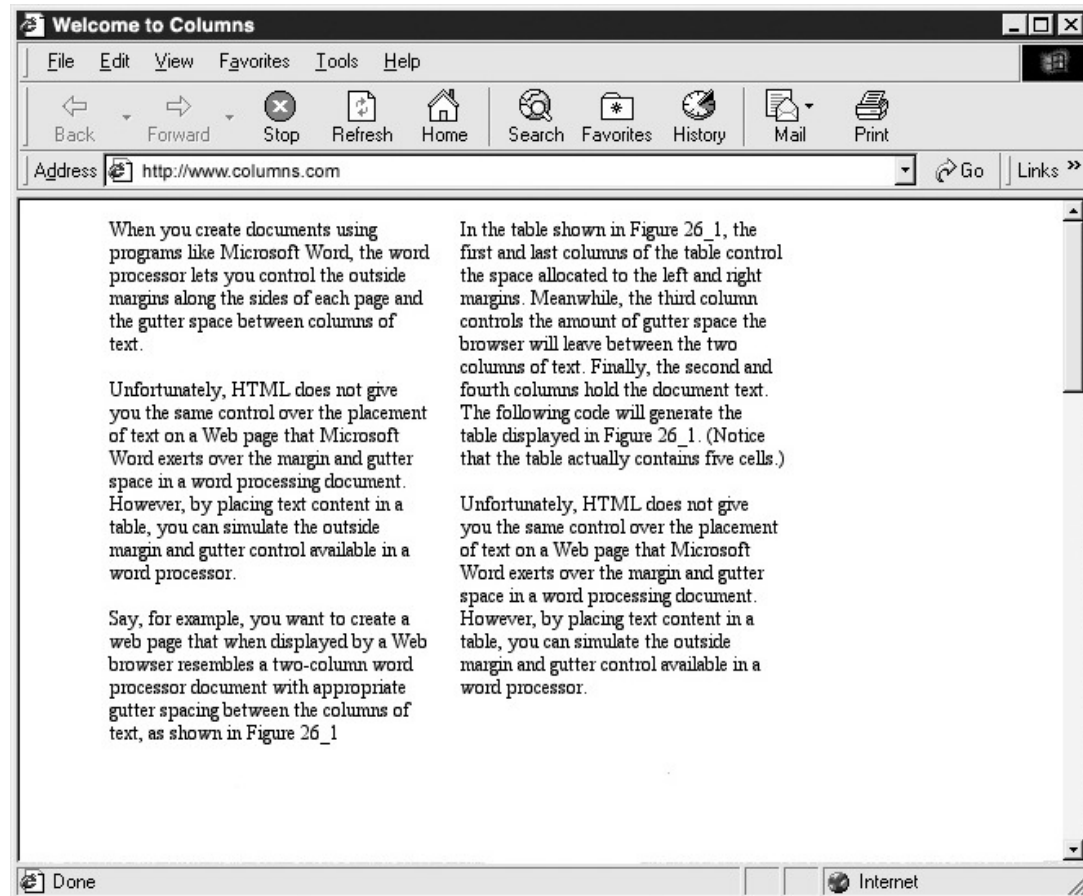 Welcome to Columns
File Edit View Favorites Tools Help
Back Forward Stop Refresh Home Search Favorites History Mail Print
Address http://www.columns.com Go Links »
When you create documents using
programs like Microsoft Word, the word
processor lets you control the outside
margins along the sides of each page and
the gutter space between columns of
text.
Unfortunately, HTML does not give
you the same control over the placement
of text on a Web page that Microsoft
Word exerts over the margin and gutter
space in a word processing document.
However, by placing text content in a
table, you can simulate the outside
margin and gutter control available in a
word processor.
Say, for example, you want to create a
web page that when displayed by a Web
browser resembles a two-column word
processor document with appropriate
gutter spacing between the columns of
text, as shown in Figure 26_1
In the table shown in Figure 26_1, the
first and last columns of the table control
the space allocated to the left and right
margins. Meanwhile, the third column
controls the amount of gutter space the
browser will leave between the two
columns of text. Finally, the second and
fourth columns hold the document text.
The following code will generate the
table displayed in Figure 26_1. (Notice
that the table actually contains five cells.)
Unfortunately, HTML does not give
you the same control over the placement
of text on a Web page that Microsoft
Word exerts over the margin and gutter
space in a word processing document.
However, by placing text content in a
table, you can simulate the outside
margin and gutter control available in a
word processor.
Done Internet